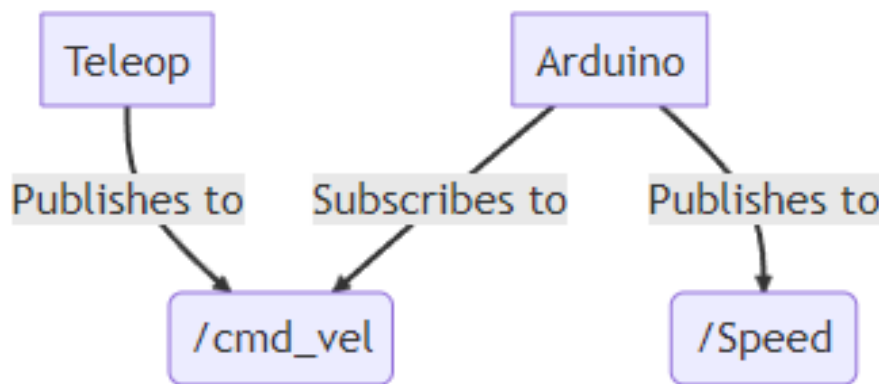 Teleop
Arduino
Publishes to
Subscribes to
Publishes to
/cmd_vel
/Speed